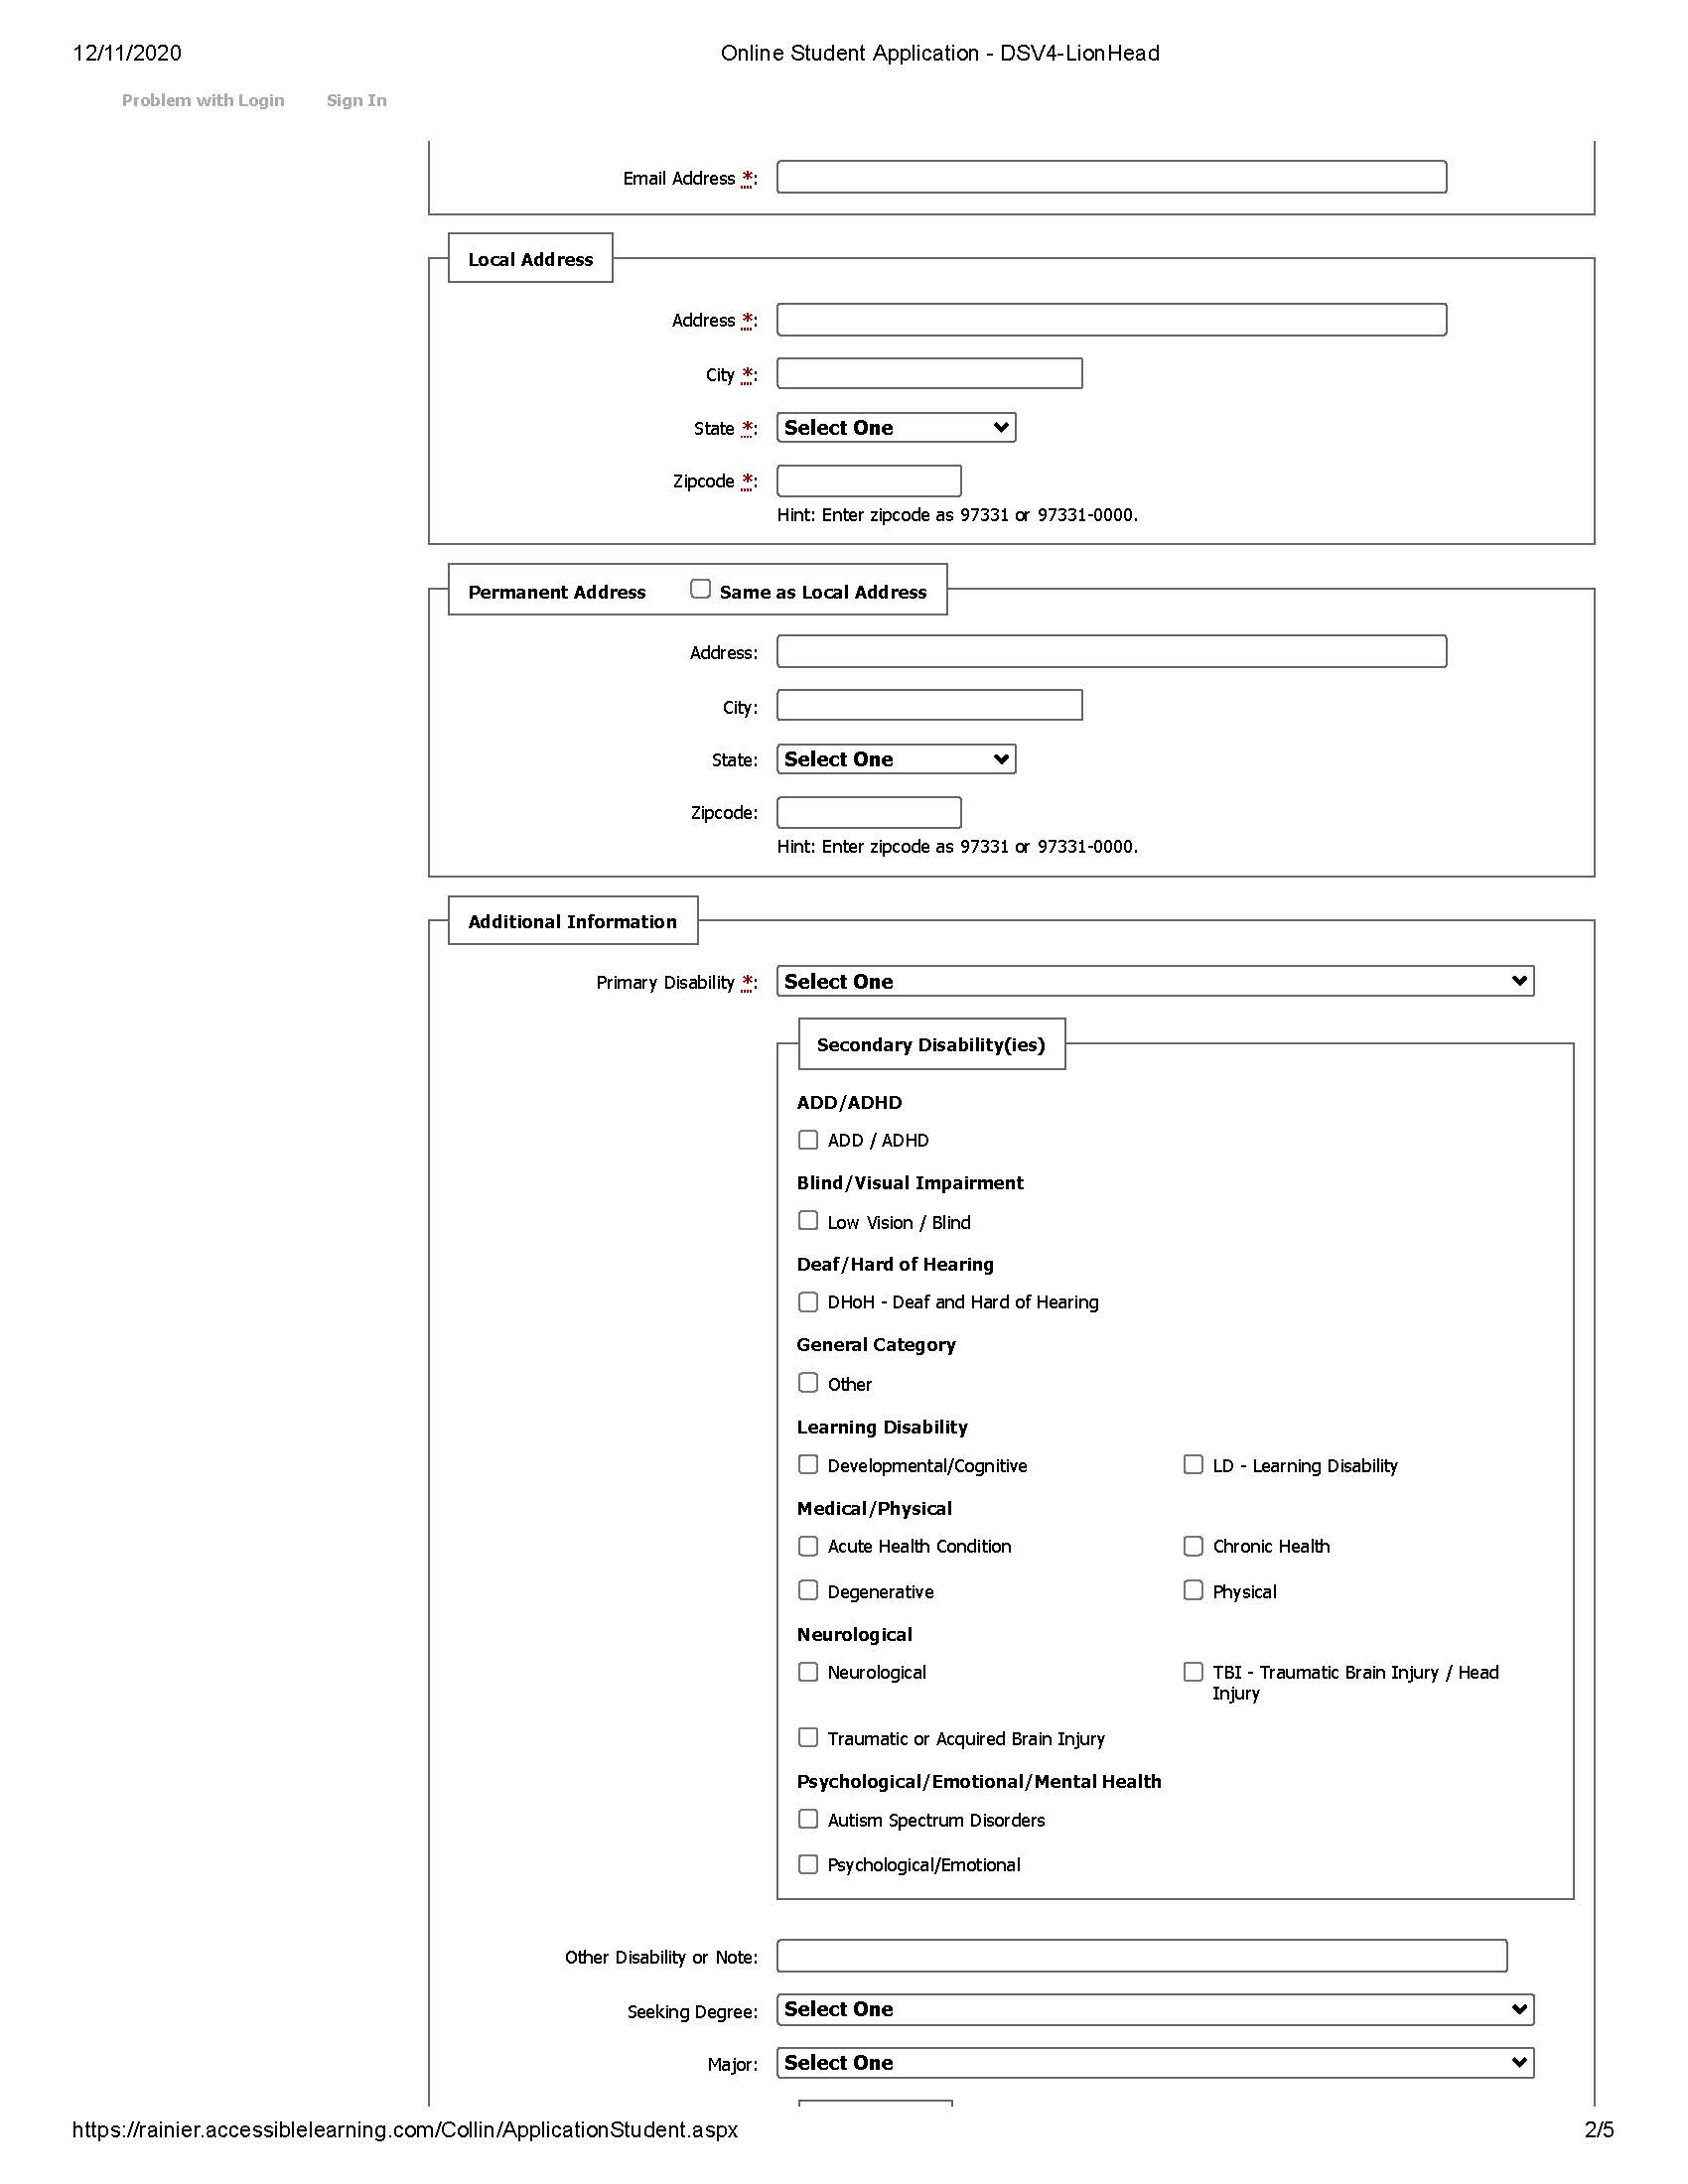 12/11/2020 Online Student Application - DSV4-LionHead
Problem with Login Sign In
Email Address *:
Local Address
Address *:
City *:
State *: Select One
Zipcode *:
Hint: Enter zipcode as 97331 or 97331-0000.
Permanent Address Same as Local Address
Address:
City:
State: Select One
Zipcode:
Hint: Enter zipcode as 97331 or 97331-0000.
Additional Information
Primary Disability *: Select One
Secondary Disability(ies)
ADD/ADHD
ADD / ADHD
Blind/Visual Impairment
Low Vision / Blind
Deaf/Hard of Hearing
DHoH - Deaf and Hard of Hearing
General Category
Other
Learning Disability
Developmental/Cognitive LD - Learning Disability
Medical/Physical
Acute Health Condition Chronic Health
Degenerative Physical
Neurological
Neurological TBI - Traumatic Brain Injury / Head
Injury
Traumatic or Acquired Brain Injury
Psychological/Emotional/Mental Health
Autism Spectrum Disorders
Psychological/Emotional
Other Disability or Note:
Seeking Degree: Select One
Major: Select One
https://rainier.accessiblelearning.com/Collin/ApplicationStudent.aspx 2/5